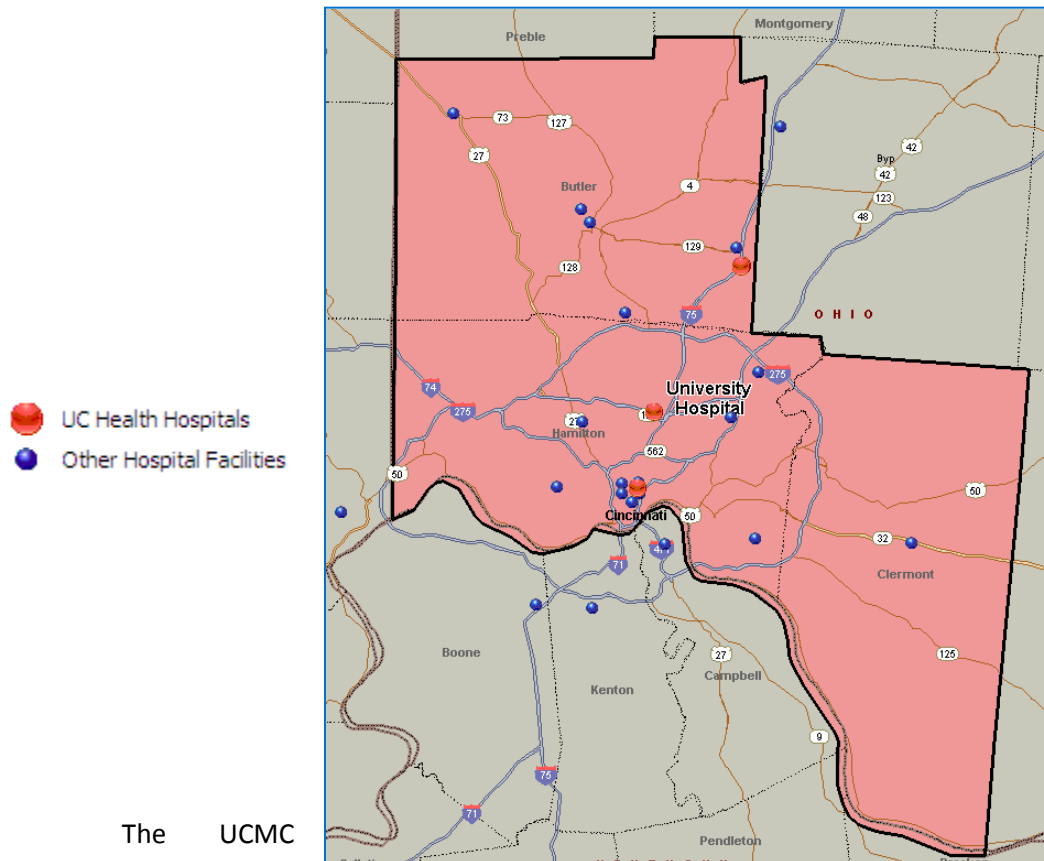 Montgomery
Preble
73
127
42
27
Byp
42
Butler
4
123
48
129
128
75
O H I O
74
275
University
Hospital
275
UC Health Hospitals
27
Hamilton
Other Hospital Facilities
562
50
50
Cincinnati
50
32
71
Clermont
Boone
125
27
Campbell
Kenton
9
75
71
The UCMC
Pendleton